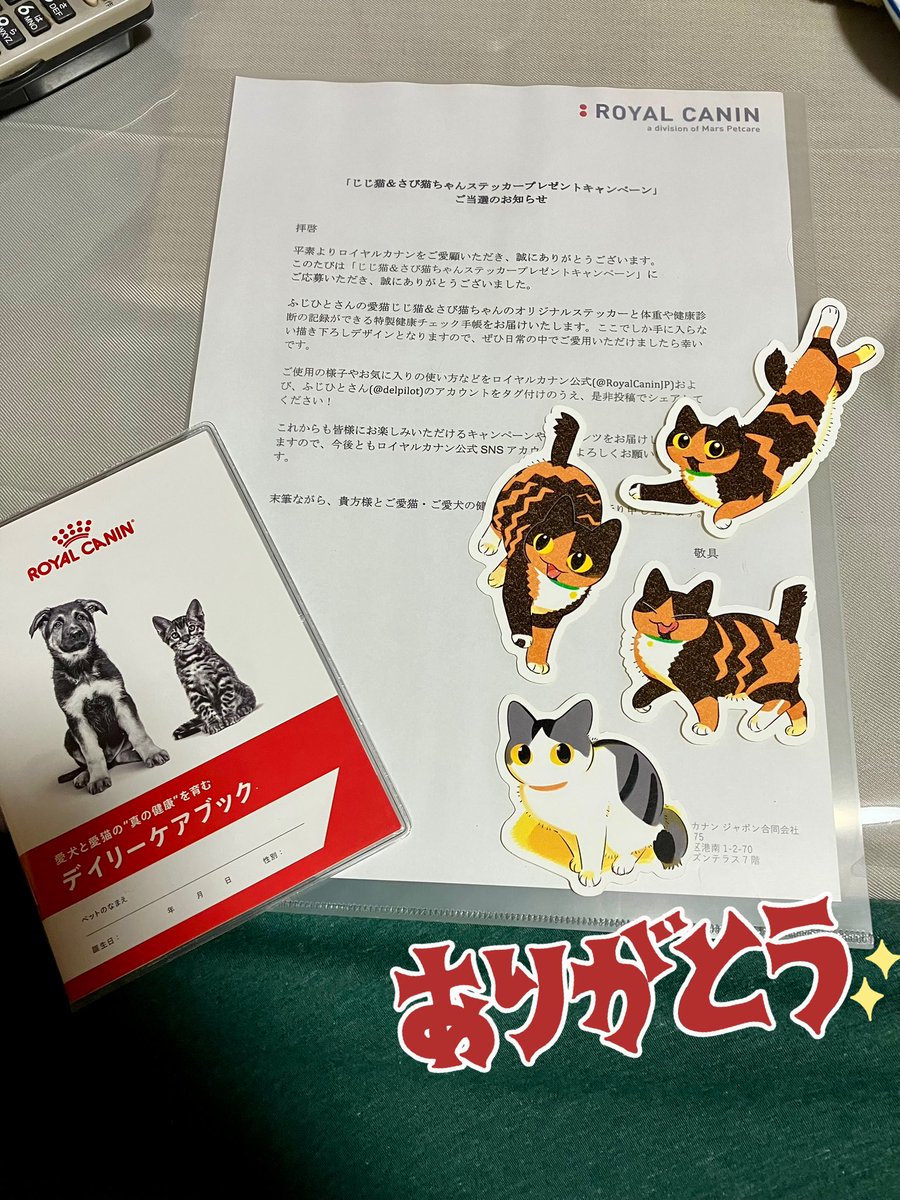 ROYAL CANIN
a division of Mars Petcare
「じじ猫＆さび猫ちゃんステッカープレゼントキャンペーン」
ご当選のお知らせ
拝啓
平素よりロイヤルカナンをご愛顧いただき、誠にありがとうございます。
このたびは「じじ猫＆さび猫ちゃんステッカープレゼントキャンペーン」に
ご応募いただき、誠にありがとうございました。
ふじひとさんの愛猫じじ猫＆さび猫ちゃんのオリジナルステッカーと体重や健康診
断の記録ができる特製健康チェック手帳をお届けいたします。ここでしか手に入らな
い描き下ろしデザインとなりますので、ぜひ日常の中でご愛用いただけましたら幸い
です。
ご使用の様子やお気に入りの使い方などをロイヤルカナン公式(@RoyalCaninJP)およ
び、ふじひとさん(@delpilot)のアカウントをタグ付けのうえ、是非投稿でシェアして
ください！
これからも皆様にお楽しみいただけるキャンペーンや ンツをお届けし
ますので、今後ともロイヤルカナン公式 SNS アカウ よろしくお願い
す。
末筆ながら、貴方様とご愛猫・ご愛犬の健
敬具
カナン ジャポン合同会社
75
区港南 1-2-70
ズンテラス 7 階
ROYAL CANIN
愛犬と愛猫の"真の健康"を育む
デイリーケアブック
ペットのなまえ
誕生日： 年 月 日 性別：
ありがとう